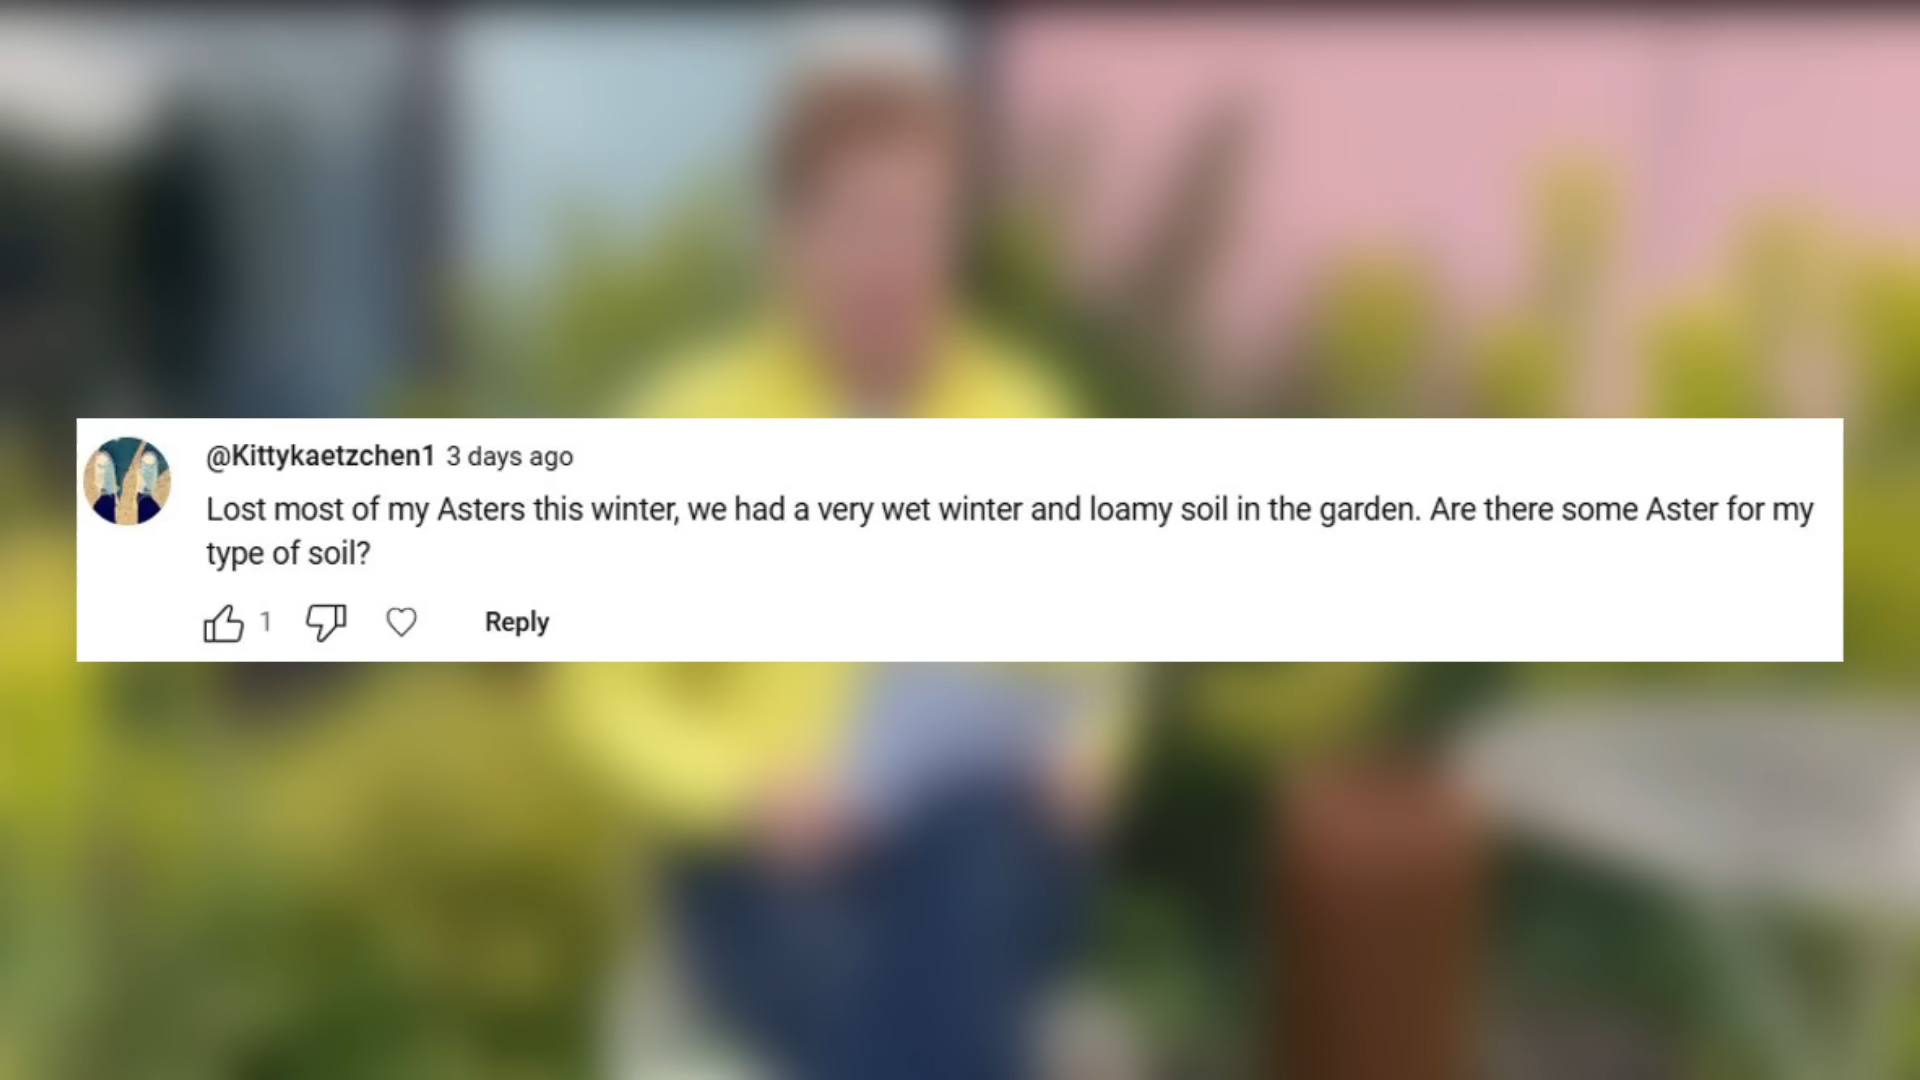 @Kittykaetzchen1 3 days ago
Lost most of my Asters this winter, we had a very wet winter and loamy soil in the garden. Are there some Aster for my
type of soil?
1 Reply